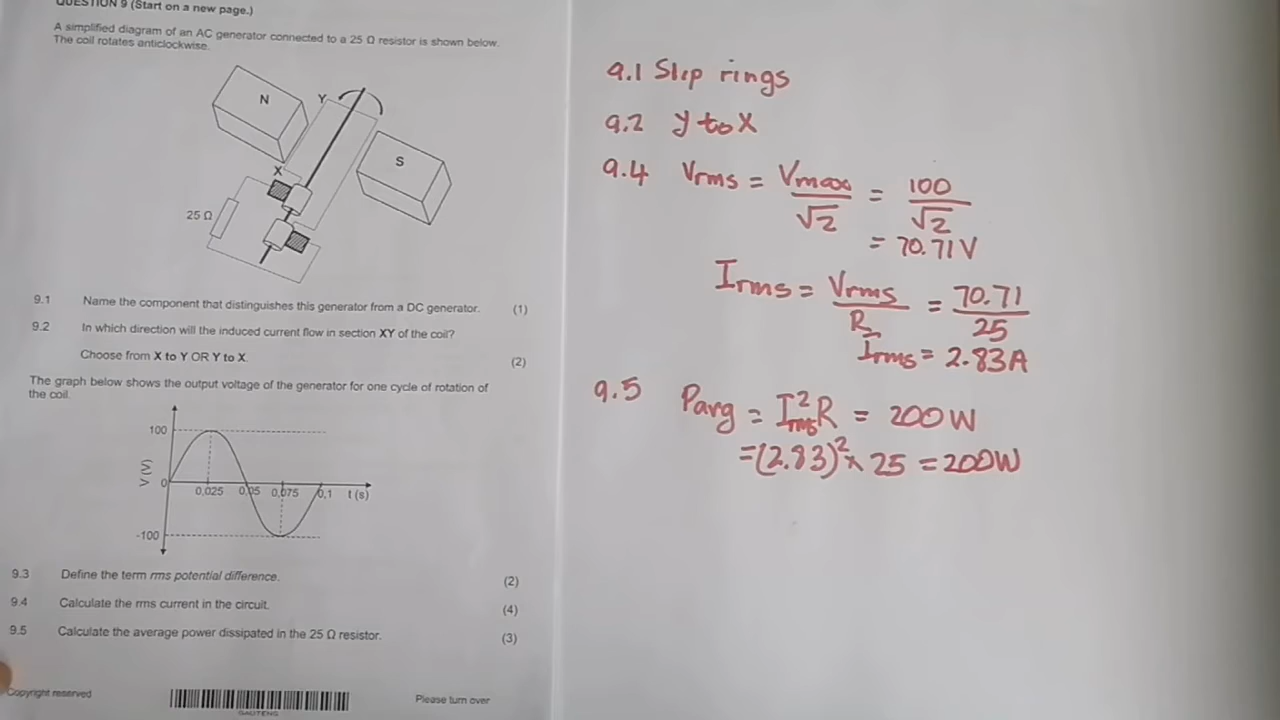 QUESTION 9 (Start on a new page.)
A simplified diagram of an AC generator connected to a 25 Ω resistor is shown below.
The coil rotates anticlockwise.
N
Y
S
X
25 Ω
9.1 Name the component that distinguishes this generator from a DC generator. (1)
9.2 In which direction will the induced current flow in section XY of the coil?
Choose from X to Y OR Y to X. (2)
The graph below shows the output voltage of the generator for one cycle of rotation of
the coil.
100
V (V)
0
0,025 0,05 0,075 0,1 t (s)
-100
9.3 Define the term rms potential difference. (2)
9.4 Calculate the rms current in the circuit. (4)
9.5 Calculate the average power dissipated in the 25 Ω resistor. (3)
Copyright reserved
GAUTENG
Please turn over
9.1 Slip rings
9.2 Y to X
9.4 Vrms = Vmax/√2 = 100/√2
= 70.71V
Irms = Vrms/R = 70.71/25
Irms = 2.83A
9.5 Pavg = I²rmsR = 200W
=(2.83)² x 25 = 200W